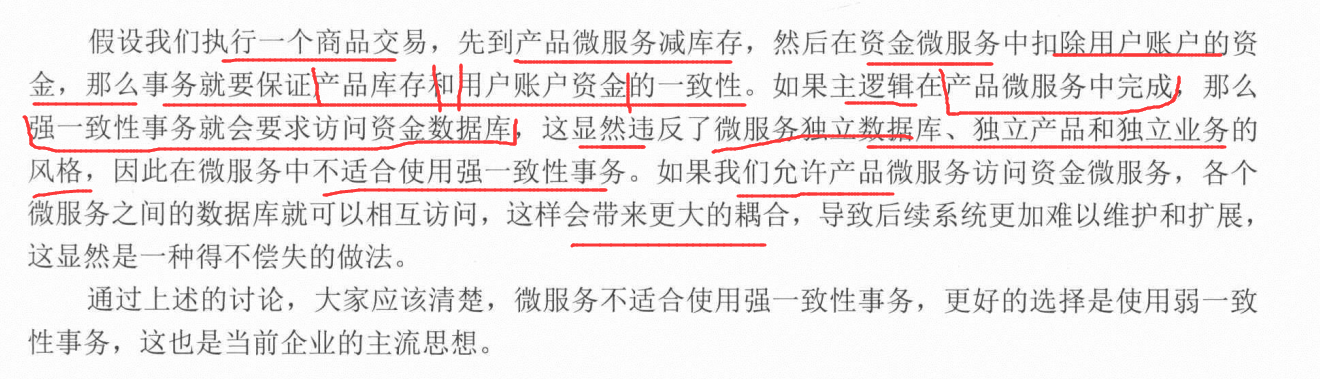 假设我们执行一个商品交易，先到产品微服务减库存，然后在资金微服务中扣除用户账户的资
金，那么事务就要保证产品库存和用户账户资金的一致性。如果主逻辑在产品微服务中完成，那么
强一致性事务就会要求访问资金数据库，这显然违反了微服务独立数据库、独立产品和独立业务的
风格，因此在微服务中不适合使用强一致性事务。如果我们允许产品微服务访问资金微服务，各个
微服务之间的数据库就可以相互访问，这样会带来更大的耦合，导致后续系统更加难以维护和扩展，
这显然是一种得不偿失的做法。
通过上述的讨论，大家应该清楚，微服务不适合使用强一致性事务，更好的选择是使用弱一致
性事务，这也是当前企业的主流思想。